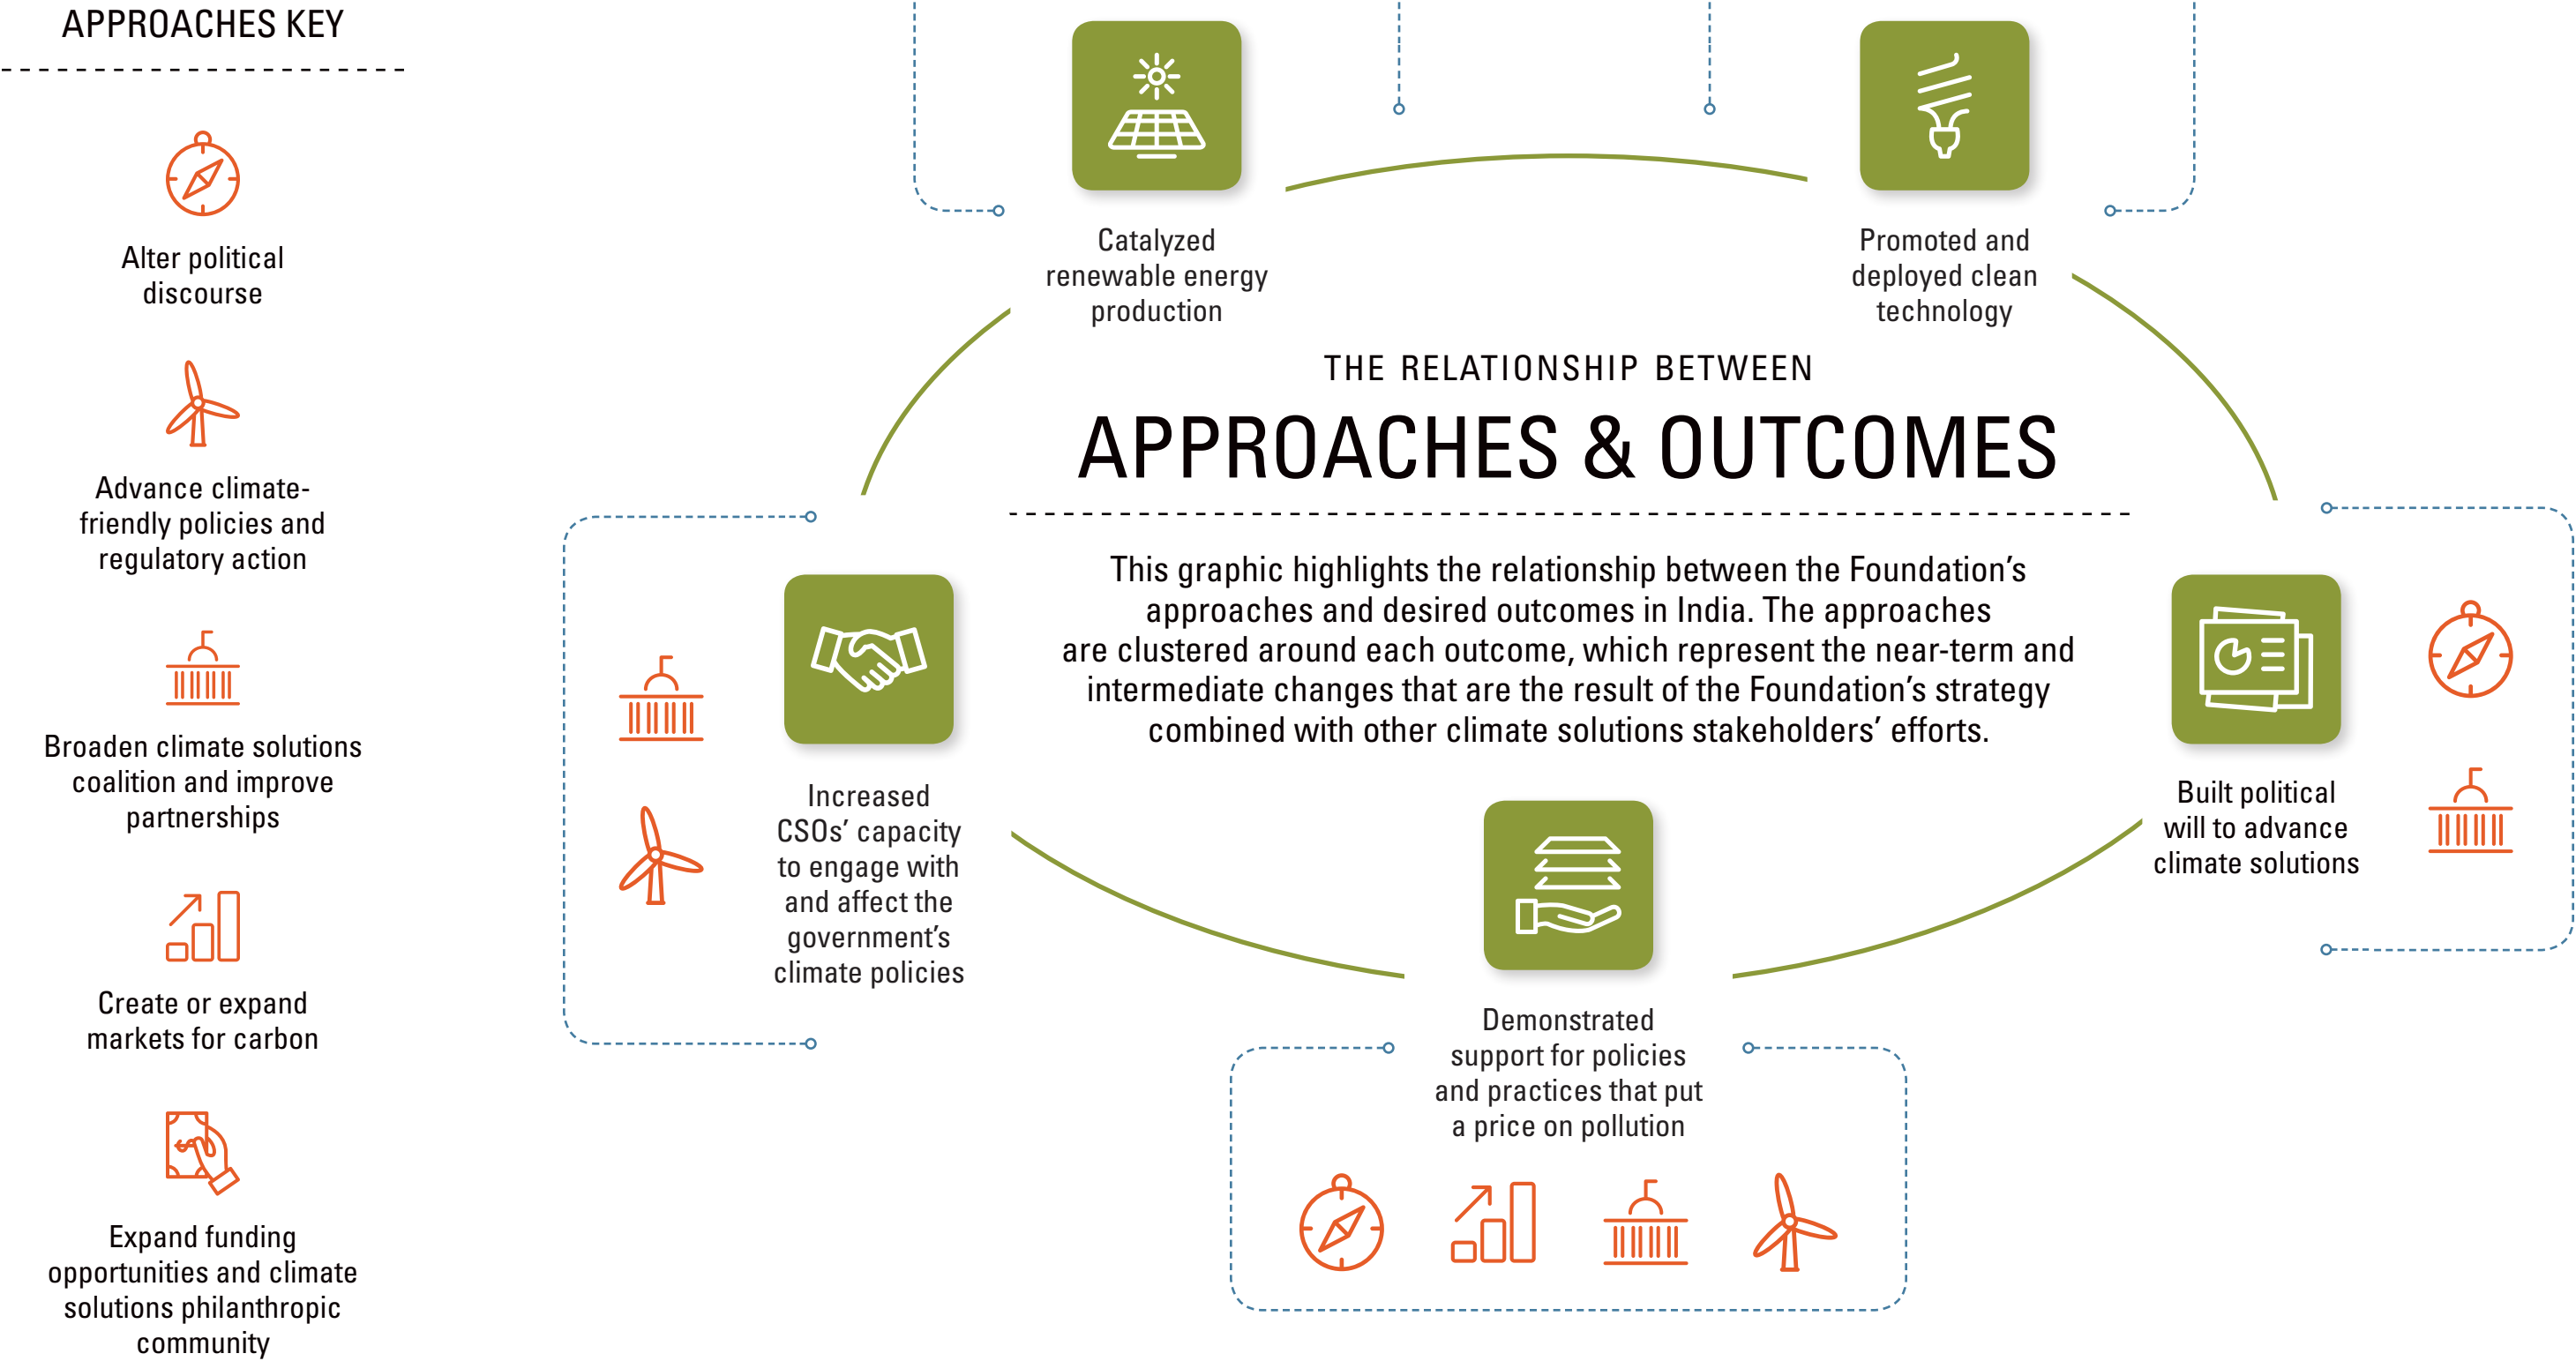 APPROACHES KEY
Alter political
discourse
Advance climate-
friendly policies and
regulatory action
Broaden climate solutions
coalition and improve
partnerships
Create or expand
markets for carbon
Expand funding
opportunities and climate
solutions philanthropic
community
Catalyzed
renewable energy
production
Promoted and
deployed clean
technology
THE RELATIONSHIP BETWEEN
APPROACHES & OUTCOMES
This graphic highlights the relationship between the Foundation’s
approaches and desired outcomes in India. The approaches
are clustered around each outcome, which represent the near-term and
intermediate changes that are the result of the Foundation’s strategy
combined with other climate solutions stakeholders’ efforts.
Increased
CSOs’ capacity
to engage with
and affect the
government’s
climate policies
Built political
will to advance
climate solutions
Demonstrated
support for policies
and practices that put
a price on pollution